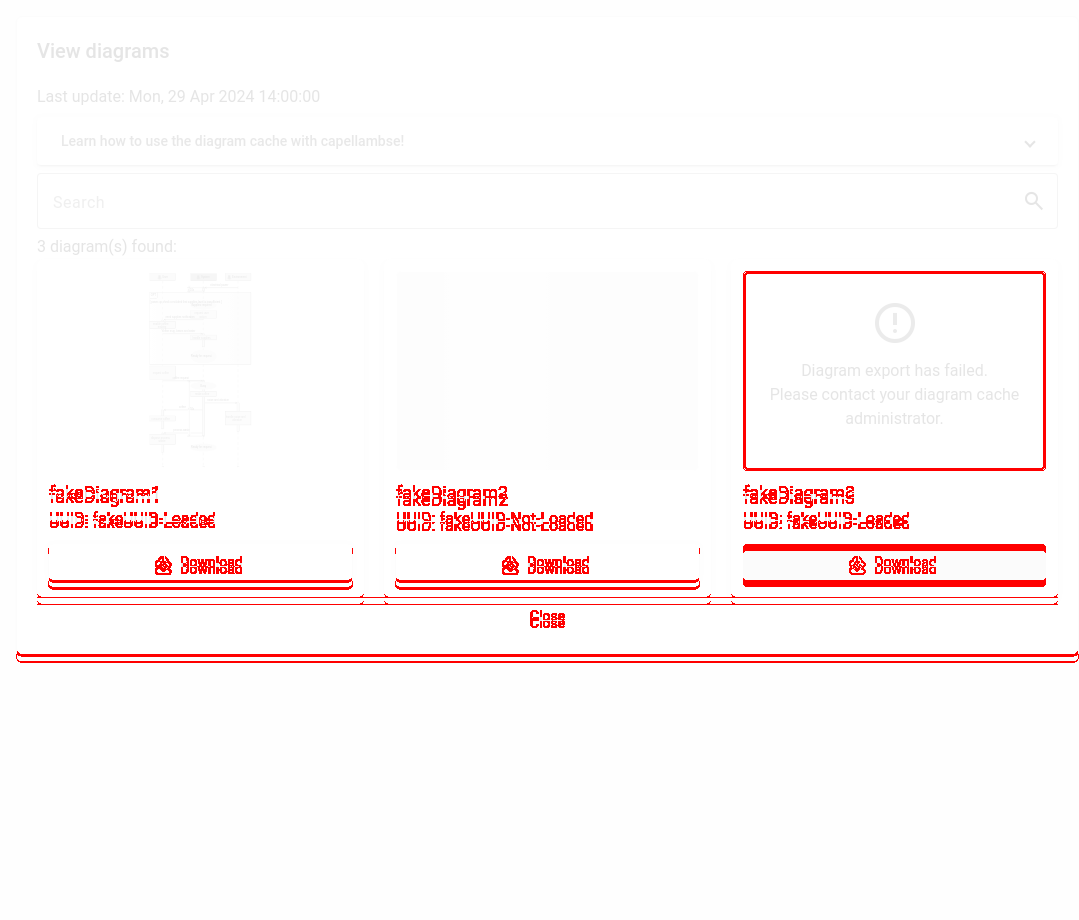 View diagrams
Last update: Mon, 29 Apr 2024 14:00:00
Learn how to use the diagram cache with capellambse!
Search
3 diagram(s) found:
Diagram export has failed.
Please contact your diagram cache
administrator.
fakeDiagram1
fakeDiagram2
fakeDiagram3
UUID: fakeUUID-Loaded
UUID: fakeUUID-Not-Loaded
UUID: fakeUUID-Loaded
Download
Download
Download
Close